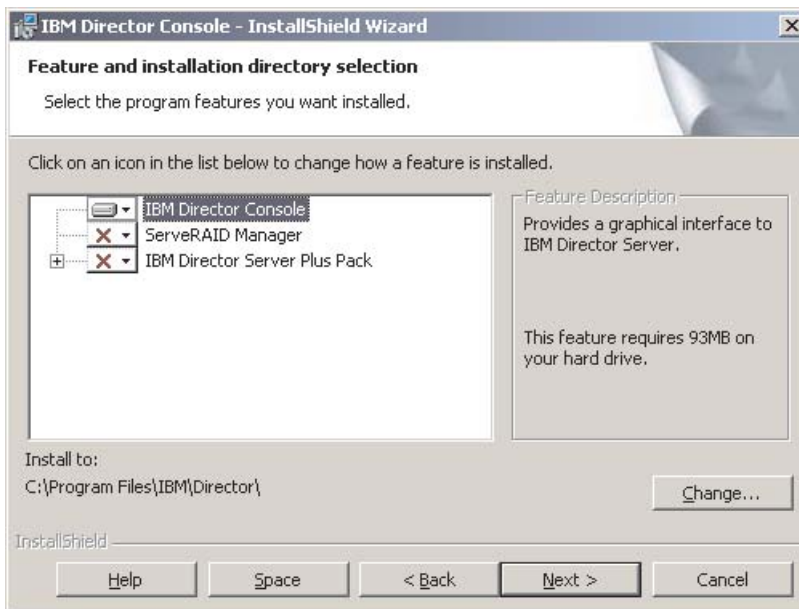 IBM Director Console - InstallShield Wizard
Feature and installation directory selection
Select the program features you want installed.
Click on an icon in the list below to change how a feature is installed.
IBM Director Console
ServeRAID Manager
IBM Director Server Plus Pack
Feature Description
Provides a graphical interface to
IBM Director Server.
This feature requires 93MB on
your hard drive.
Install to:
C:\Program Files\IBM\Director\
Change...
InstallShield
Help
Space
< Back
Next >
Cancel